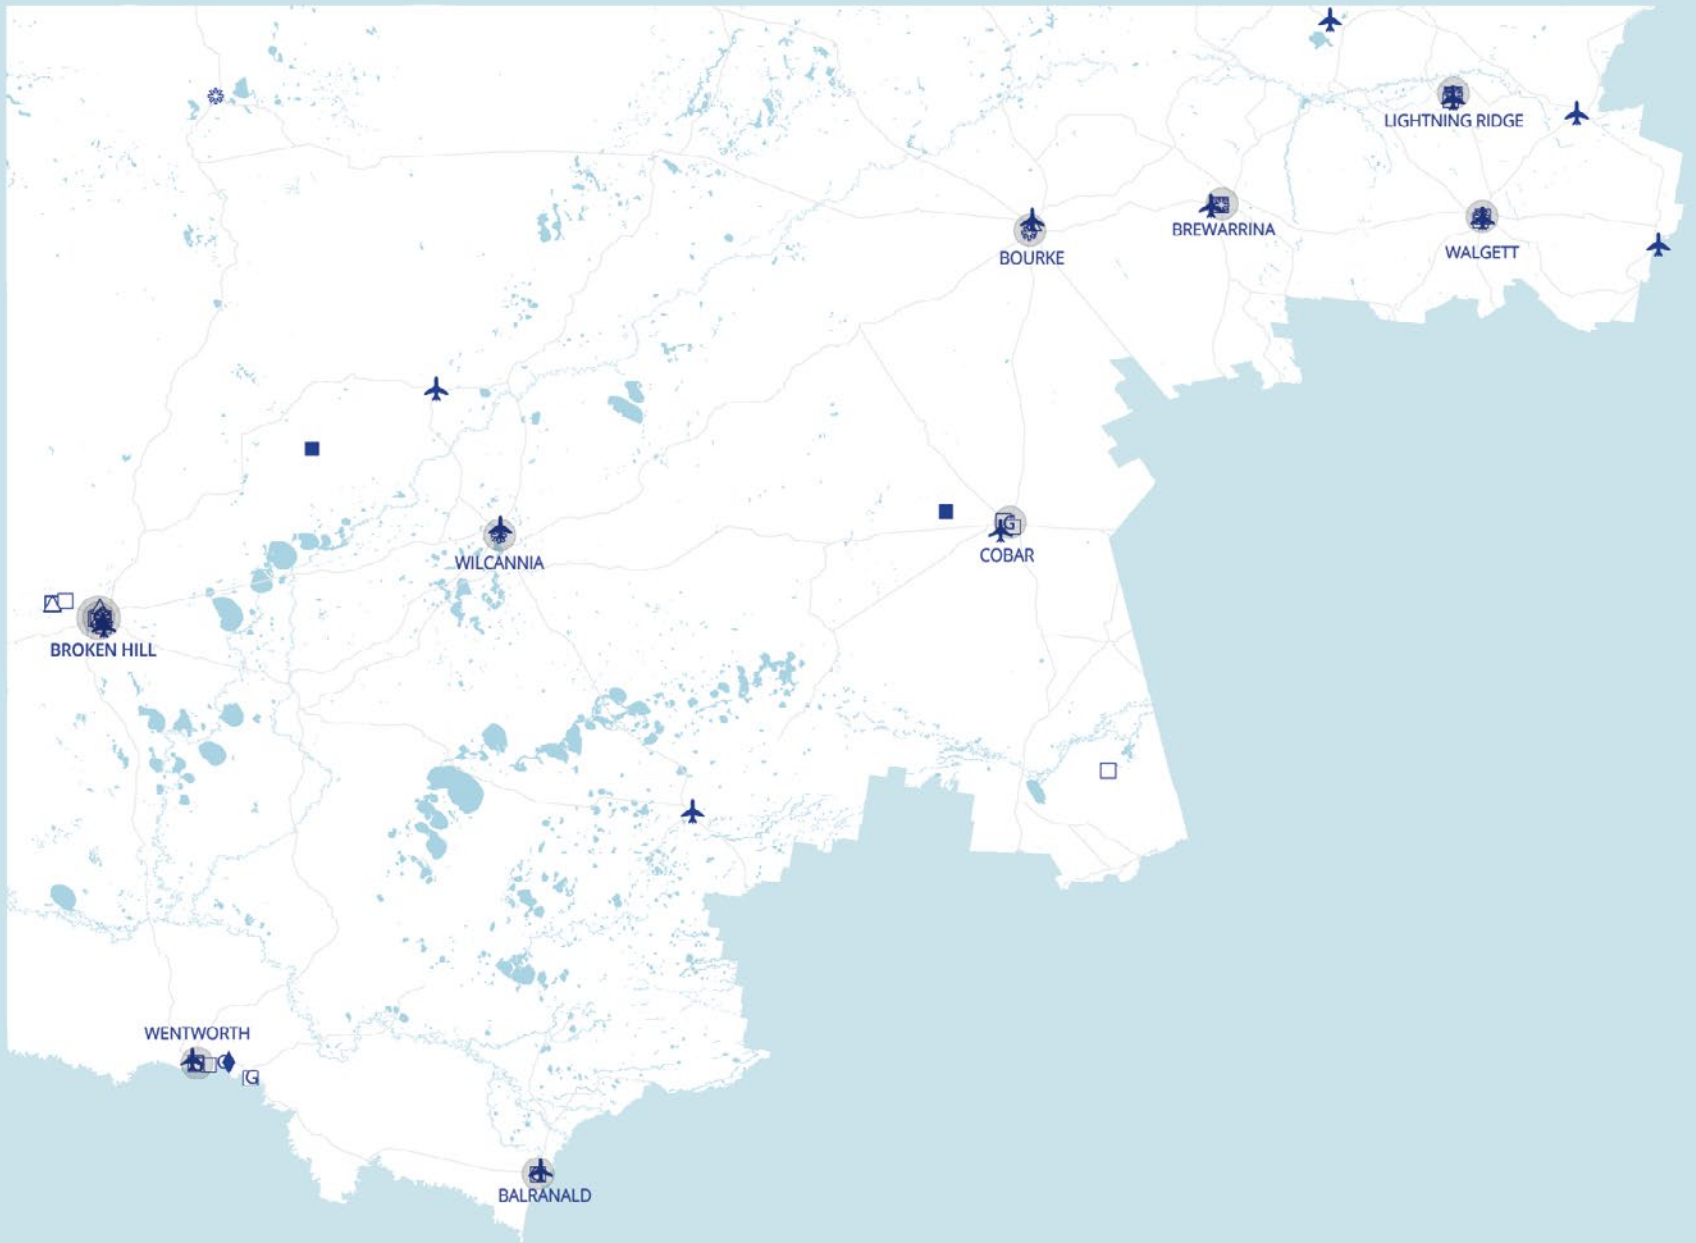 LIGHTNING RIDGE
BREWARRINA
WALGETT
BOURKE
G
COBAR
WILCANNIA
BROKEN HILL
WENTWORTH
G
BALRANALD